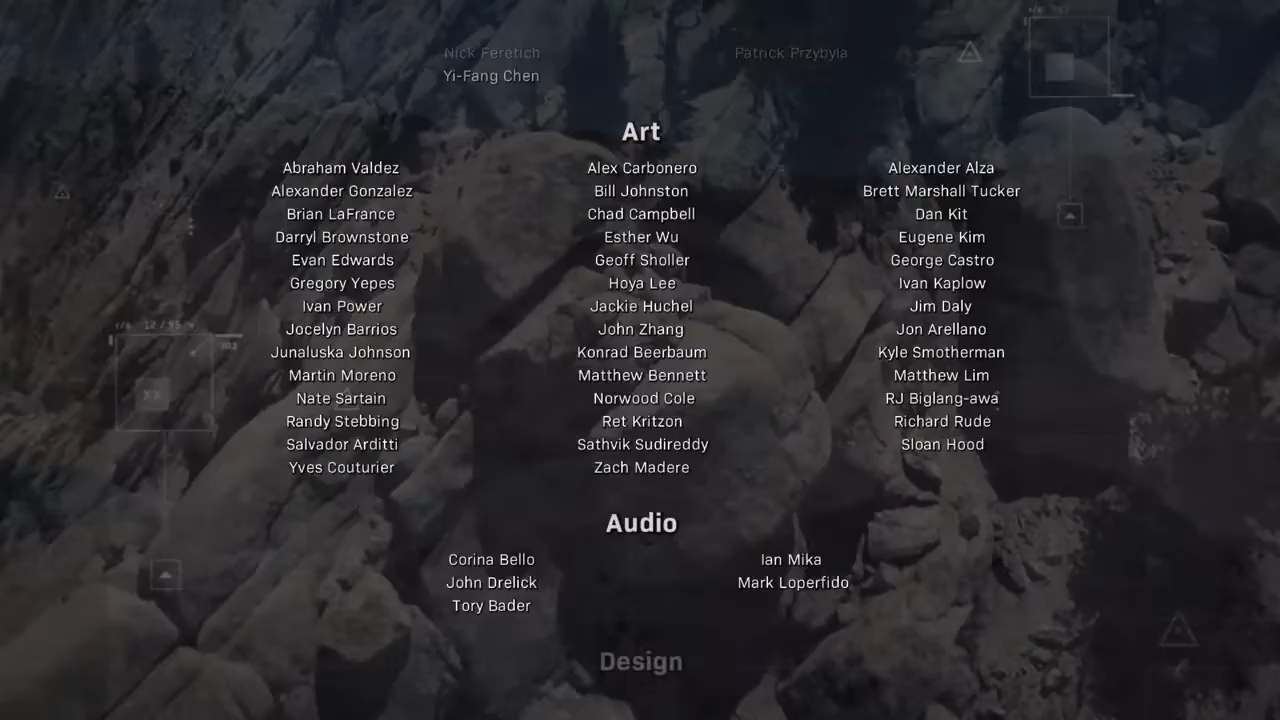 Nick Feretich Patrick Przybyla
Yi-Fang Chen
Art
Abraham Valdez Alex Carbonero Alexander Alza
Alexander Gonzalez Bill Johnston Brett Marshall Tucker
Brian LaFrance Chad Campbell Dan Kit
Darryl Brownstone Esther Wu Eugene Kim
Evan Edwards Geoff Sholler George Castro
Gregory Yepes Hoya Lee Ivan Kaplow
Ivan Power Jackie Huchel Jim Daly
Jocelyn Barrios John Zhang Jon Arellano
Junaluska Johnson Konrad Beerbaum Kyle Smotherman
Martin Moreno Matthew Bennett Matthew Lim
Nate Sartain Norwood Cole RJ Biglang-awa
Randy Stebbing Ret Kritzon Richard Rude
Salvador Arditti Sathvik Sudireddy Sloan Hood
Yves Couturier Zach Madere
Audio
Corina Bello Ian Mika
John Drelick Mark Loperfido
Tory Bader
Design